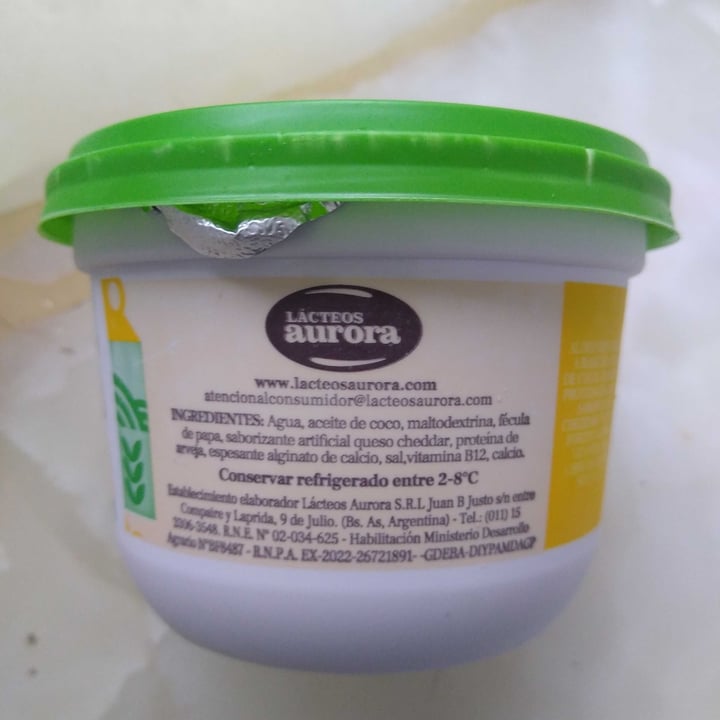 LÁCTEOS
aurora
www.lacteosaurora.com
atencionalconsumidor@lacteosaurora.com
INGREDIENTES: Agua, aceite de coco, maltodextrina, fécula
de papa, saborizante artificial queso cheddar, proteína de
arveja, espesante alginato de calcio, sal,vitamina B12, calcio.
Conservar refrigerado entre 2-8°C
Establecimiento elaborador Lácteos Aurora S.R.L Juan B Justo s/n entre
Compaire y Laprida, 9 de Julio. (Bs. As, Argentina) - Tel.: (011) 15
3306-3548. R.N.E. N° 02-034-625 - Habilitación Ministerio Desarrollo
Agrario N°BF8487 - R.N.P.A. EX-2022-26721891- -GDEBA-DIYPAMDAGP